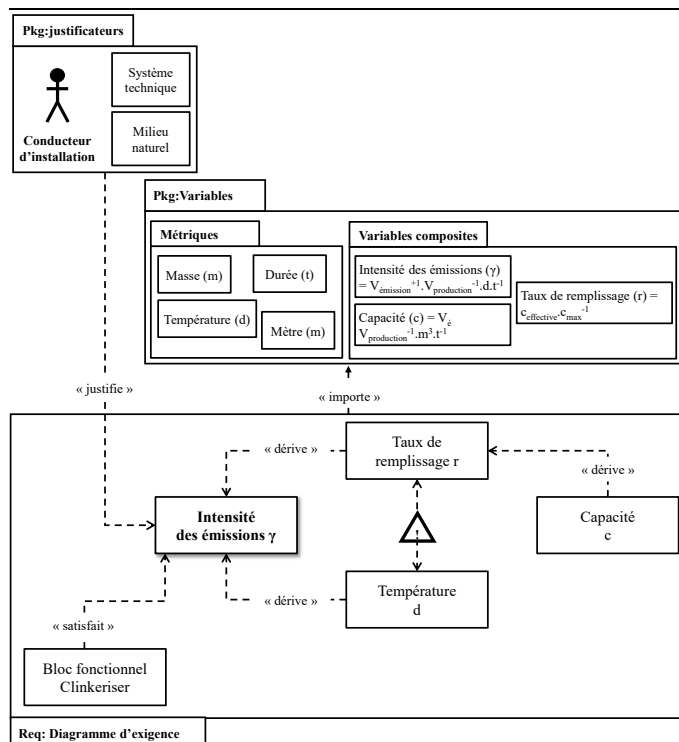 Pkg:justificateurs
Système
technique
Milieu
naturel
Conducteur
d'installation
Pkg:Variables
Métriques
Masse (m)
Durée (t)
Température (d)
Mètre (m)
Variables composites
Intensité des émissions (γ)
= Vémission⁺¹.Vproduction⁻¹.d.t⁻¹
Capacité (c) = Vé
Vproduction⁻¹.m³.t⁻¹
Taux de remplissage (r) =
ceffective.cmax⁻¹
« justifie »
« importe »
« dérive »
Taux de
remplissage r
« dérive »
Intensité
des émissions γ
Capacité
c
« dérive »
Température
d
« satisfait »
Bloc fonctionnel
Clinkeriser
Req: Diagramme d'exigence